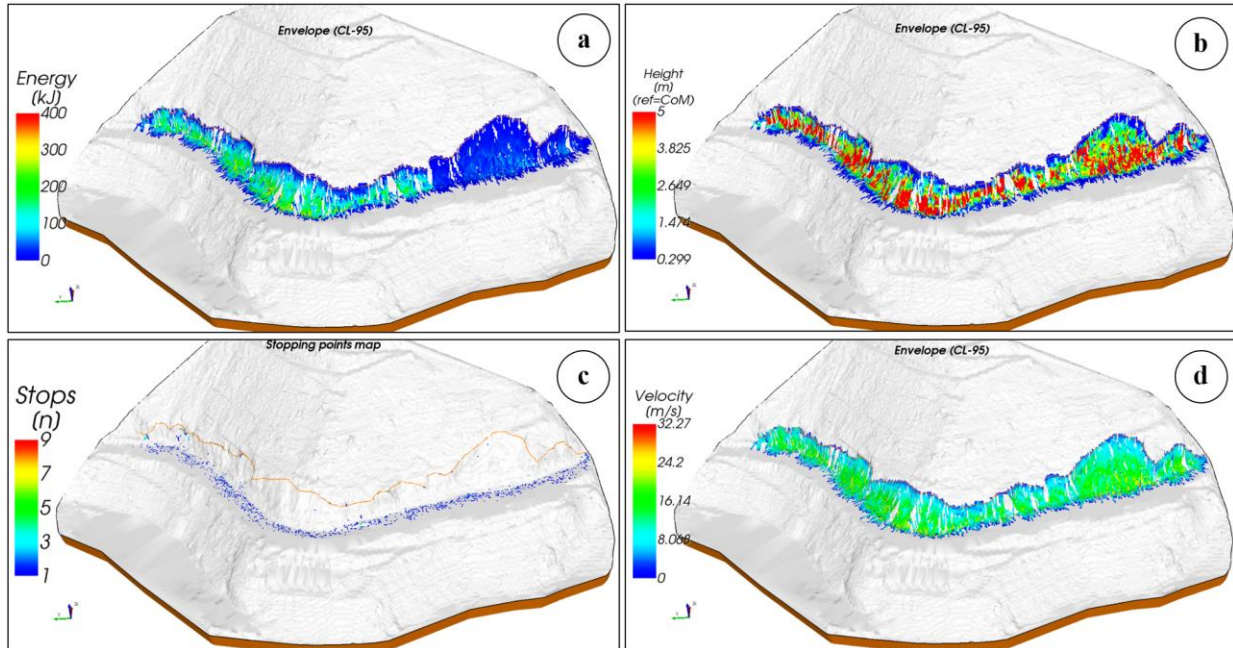 Envelope (CL-95)
a
Energy
(kJ)
400
300
200
100
0
Envelope (CL-95)
b
Height
(m)
(ref=CoM)
5
3.825
2.649
1.474
0.299
Stopping points map
c
Stops
(n)
9
7
5
3
1
Envelope (CL-95)
d
Velocity
(m/s)
32.27
24.2
16.14
8.068
0